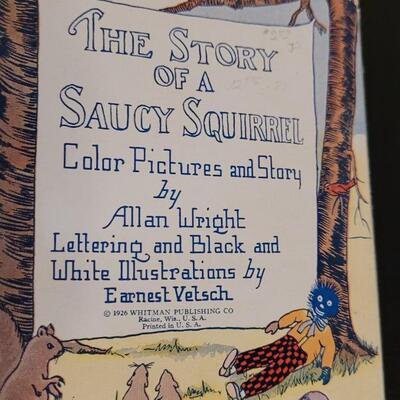 The Story
of a
Saucy Squirrel
Color Pictures and Story
by
Allan Wright
Lettering and Black and
White Illustrations by
Earnest Vetsch
© 1926 WHITMAN PUBLISHING CO
Racine, Wis., U. S. A.
Printed in U. S. A.